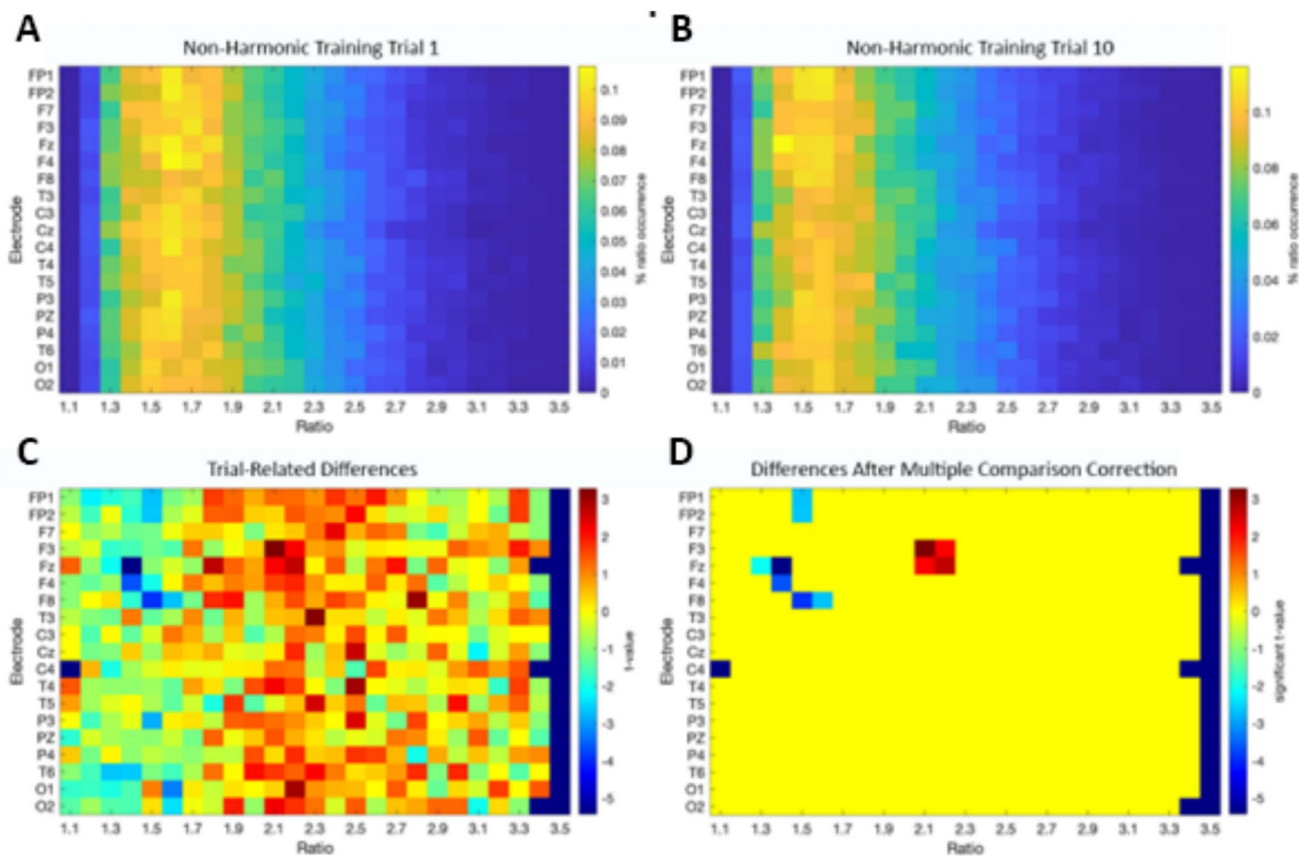 A
Non-Harmonic Training Trial 1
FP1
FP2
F7
F3
Fz
F4
F8
T3
C3
Cz
C4
T4
T5
P3
PZ
P4
T6
O1
O2
Electrode
1.1 1.3 1.5 1.7 1.9 2.1 2.3 2.5 2.7 2.9 3.1 3.3 3.5
Ratio
0.1
0.09
0.08
0.07
0.06
0.05
0.04
0.03
0.02
0.01
0
% ratio occurrence
B
Non-Harmonic Training Trial 10
FP1
FP2
F7
F3
Fz
F4
F8
T3
C3
Cz
C4
T4
T5
P3
PZ
P4
T6
O1
O2
Electrode
1.1 1.3 1.5 1.7 1.9 2.1 2.3 2.5 2.7 2.9 3.1 3.3 3.5
Ratio
0.1
0.08
0.06
0.04
0.02
0
% ratio occurrence
C
Trial-Related Differences
FP1
FP2
F7
F3
Fz
F4
F8
T3
C3
Cz
C4
T4
T5
P3
PZ
P4
T6
O1
O2
Electrode
1.1 1.3 1.5 1.7 1.9 2.1 2.3 2.5 2.7 2.9 3.1 3.3 3.5
Ratio
3
2
1
0
-1
-2
-3
-4
-5
t-value
D
Differences After Multiple Comparison Correction
FP1
FP2
F7
F3
Fz
F4
F8
T3
C3
Cz
C4
T4
T5
P3
PZ
P4
T6
O1
O2
Electrode
1.1 1.3 1.5 1.7 1.9 2.1 2.3 2.5 2.7 2.9 3.1 3.3 3.5
Ratio
3
2
1
0
-1
-2
-3
-4
-5
significant t-value